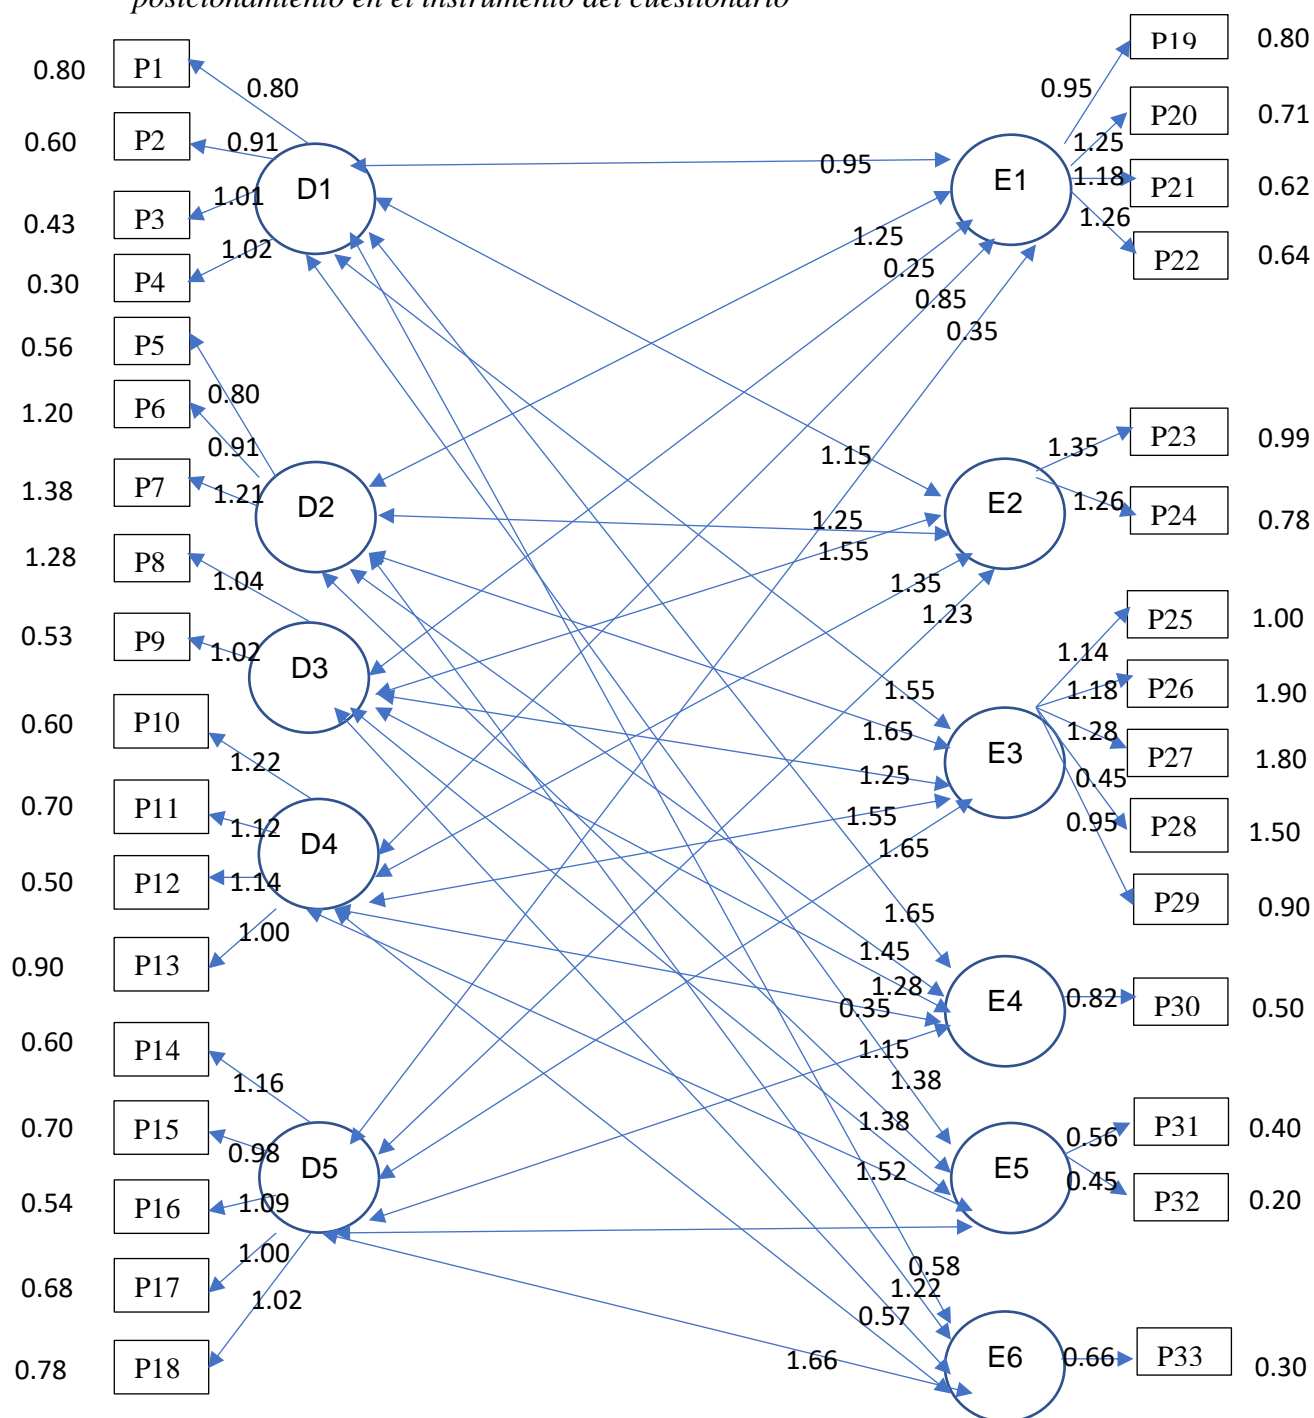 posicionamiento en el instrumento del cuestionario
P19 0.80
0.80 P1 0.80 0.95
P20 0.71
0.60 P2 0.91 1.25
0.95
D1 E1
1.01 1.18 P21 0.62
0.43 P3
1.26
1.02 1.25
P22 0.64
0.30 P4 0.25
0.85
0.35
0.56 P5
0.80
1.20 P6
0.91 1.15 1.35 P23 0.99
1.38 P7 1.21
D2 E2
1.26 P24 0.78
1.25
1.55
1.28 P8
1.04 1.35
1.23
0.53 P9
1.02 D3
1.14 P25 1.00
1.55 1.18 P26 1.90
0.60 P10
1.65 1.28
1.22 E3 P27 1.80
1.25 0.45
0.70 P11
1.12 1.55 0.95 P28 1.50
D4 1.65
0.50 P12 1.14
1.65 P29 0.90
1.00
1.45
0.90 P13
1.28
0.35 E4 0.82 P30 0.50
0.60 P14
1.15
1.16 1.38
0.70 P15 1.38 0.56 P31 0.40
0.98
D5 1.52 E5 0.45
0.54 P16 1.09 P32 0.20
1.00 0.58
0.68 P17 1.22
1.02 0.57
1.66 E6 0.66 P33 0.30
0.78 P18